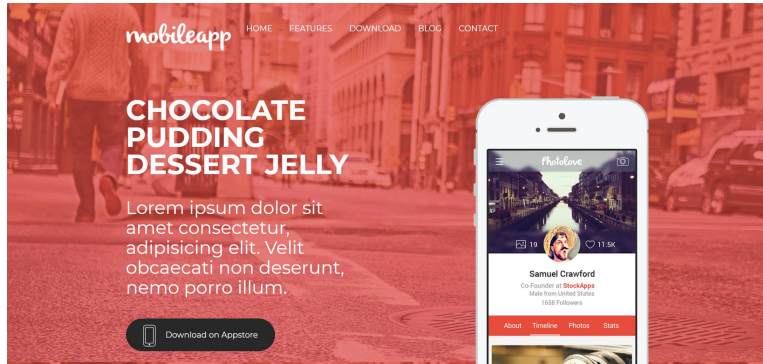 mobileapp
HOME FEATURES DOWNLOAD BLOG CONTACT
CHOCOLATE
PUDDING
DESSERT JELLY
Lorem ipsum dolor sit
amet consectetur,
adipisicing elit. Velit
obcaecati non deserunt,
nemo porro illum.
Download on Appstore
Photolove
19 11.5K
Samuel Crawford
Co-Founder at StockApps
Male from United States
1658 Followers
About Timeline Photos Stats